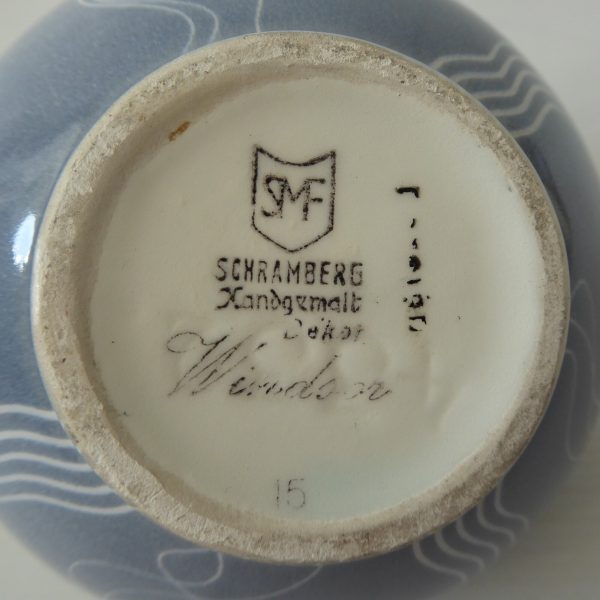 SMF
SCHRAMBERG
Handgemalt
Dekor
Windsor
15